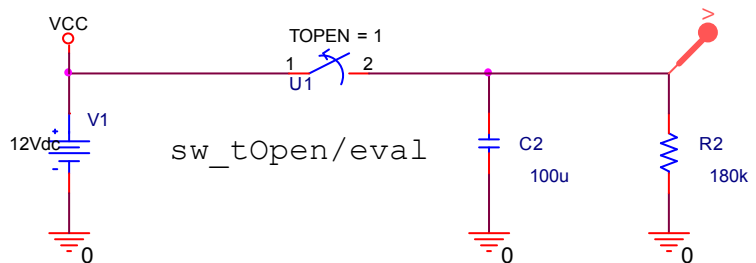 VCC
TOPEN = 1
1
2
U1
V
V1
12Vdc
sw_tOpen/eval
C2
100u
R2
180k
0
0
0